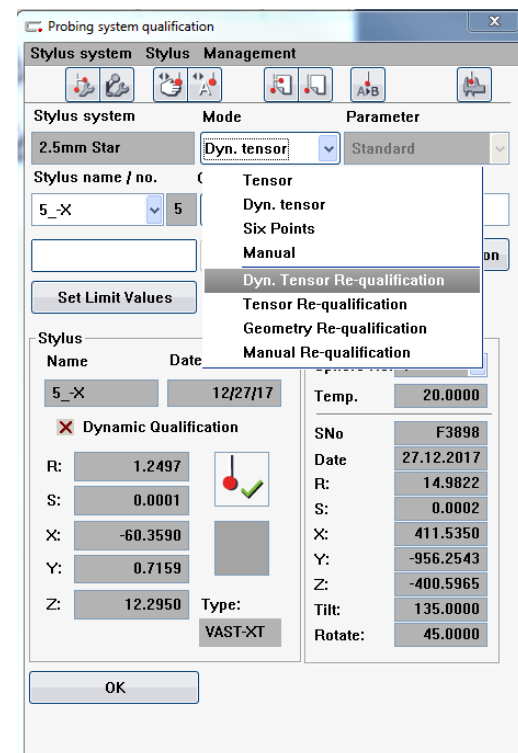 Probing system qualification
Stylus system Stylus Management
A A▸B
Stylus system Mode Parameter
2.5mm Star Dyn. tensor Standard
Stylus name / no.
5_-X 5
Tensor
Dyn. tensor
Six Points
Manual
Dyn. Tensor Re-qualification
Tensor Re-qualification
Geometry Re-qualification
Manual Re-qualification
on
Set Limit Values
Stylus
Name Date
5_-X 12/27/17
Dynamic Qualification
R: 1.2497
S: 0.0001
X: -60.3590
Y: 0.7159
Z: 12.2950
Type:
VAST-XT
Temp. 20.0000
SNo F3898
Date 27.12.2017
R: 14.9822
S: 0.0002
X: 411.5350
Y: -956.2543
Z: -400.5965
Tilt: 135.0000
Rotate: 45.0000
OK